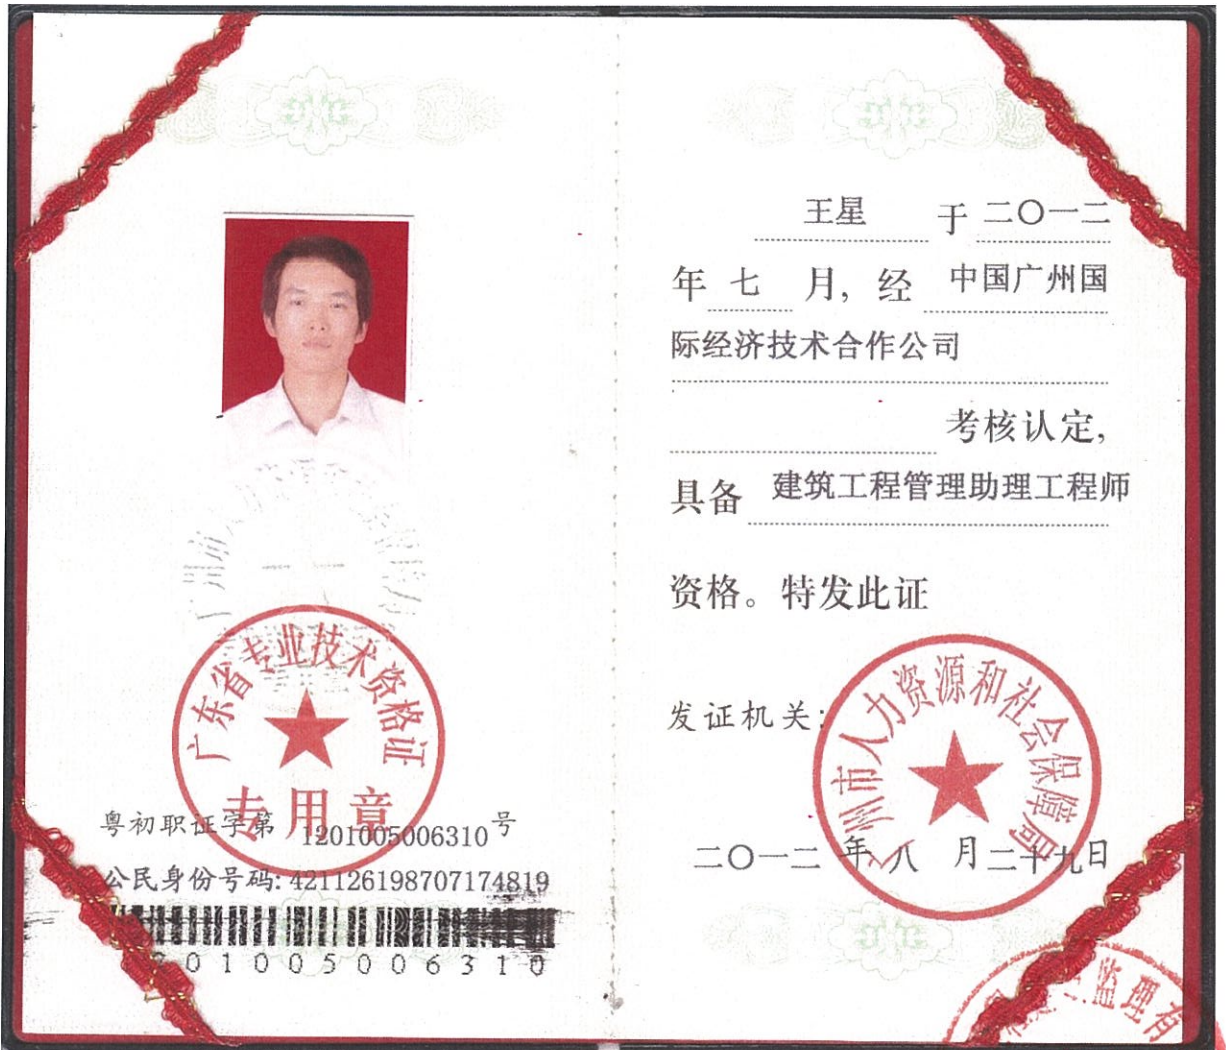 广东省专业技术资格证
专用章
粤初职证字第 1201005006310 号
公民身份号码: 421126198707174819
201005006310
王星 于 二〇一二
年 七 月, 经 中国广州国
际经济技术合作公司
考核认定,
具备 建筑工程管理助理工程师
资格。特发此证
发证机关:
广州市人力资源和社会保障局
二〇一二 年 八 月 二十九日
监理有